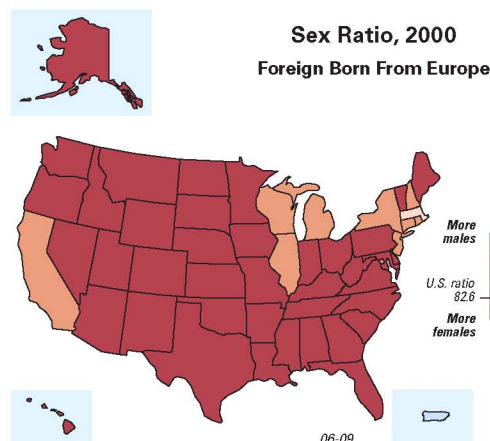 Sex Ratio, 2000
Foreign Born From Europe
More
males
U.S. ratio
82.6
More
females
06-09